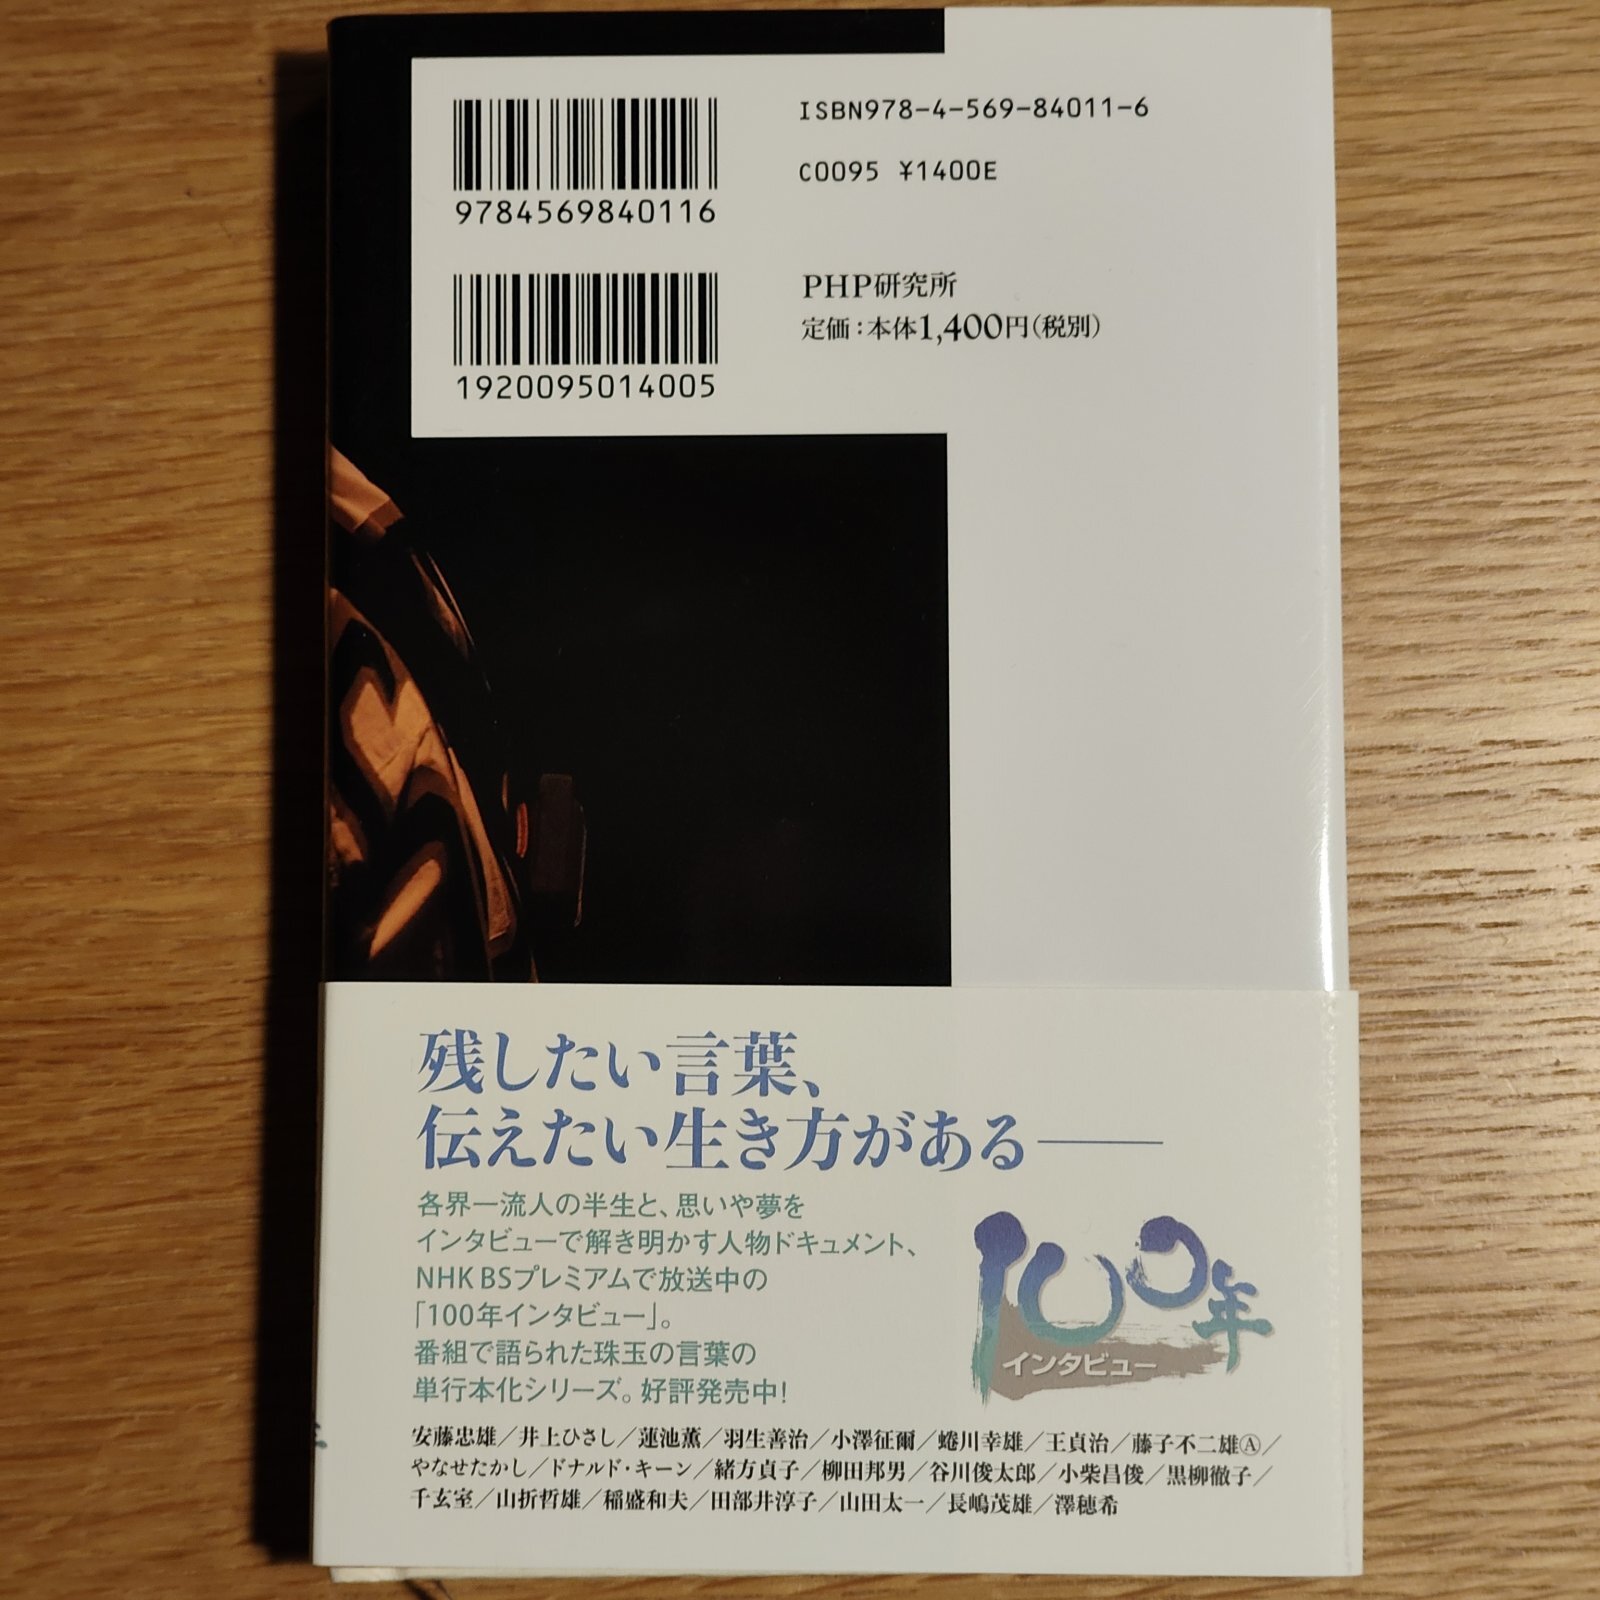 ISBN978-4-569-84011-6
C0095 ¥1400E
9784569840116
PHP研究所
定価：本体1,400円（税別）
1920095014005
残したい言葉、
伝えたい生き方がある――
各界一流人の半生と、思いや夢を
インタビューで解き明かす人物ドキュメント、
NHK BSプレミアムで放送中の
「100年インタビュー」。
番組で語られた珠玉の言葉の
単行本化シリーズ。好評発売中！
100年
インタビュー
安藤忠雄／井上ひさし／蓮池薫／羽生善治／小澤征爾／蜷川幸雄／王貞治／藤子不二雄Ⓐ／
やなせたかし／ドナルド・キーン／緒方貞子／柳田邦男／谷川俊太郎／小柴昌俊／黒柳徹子／
千玄室／山折哲雄／稲盛和夫／田部井淳子／山田太一／長嶋茂雄／澤穂希